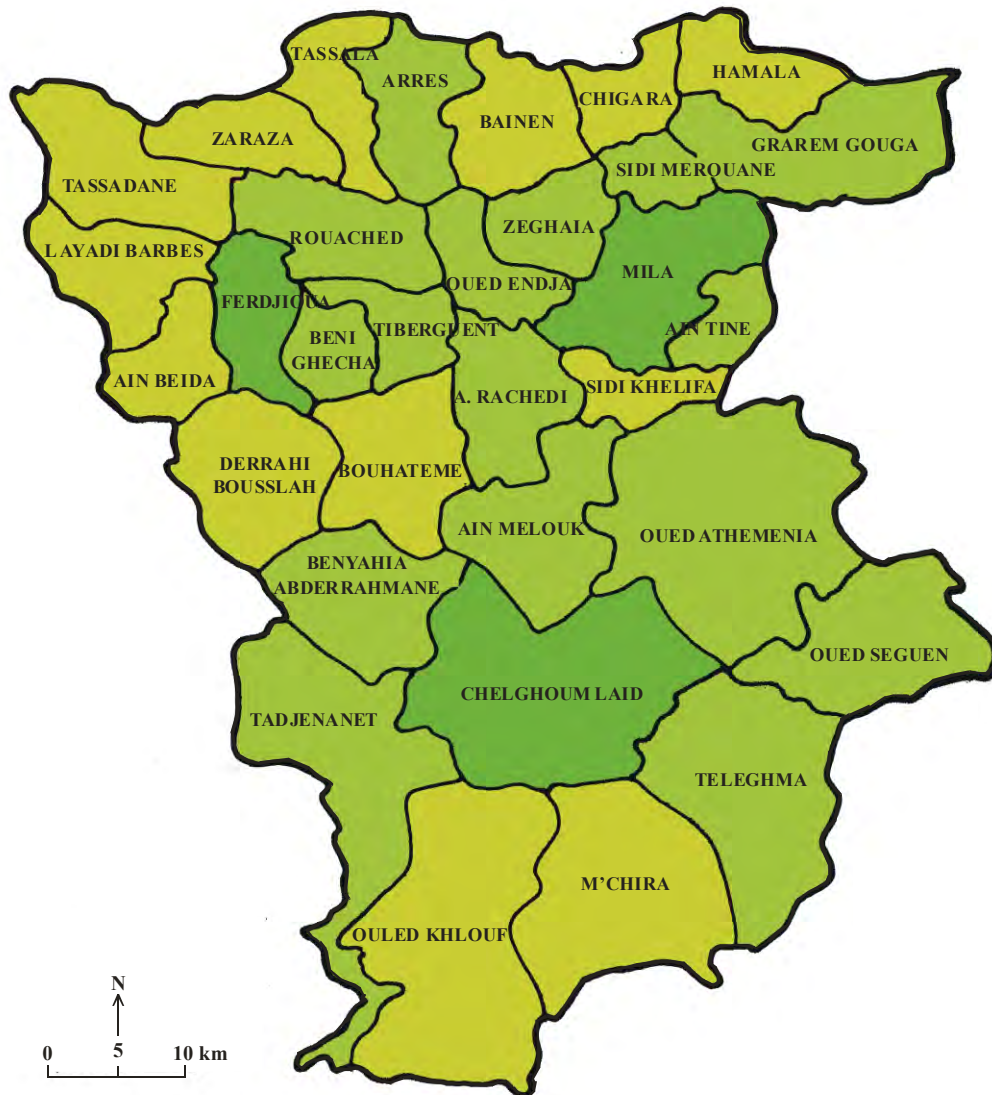 TASSALA
ARRES
HAMALA
CHIGARA
BAINEN
ZARAZA
GRAREM GOUGA
SIDI MEROUANE
TASSADANE
ZEGHAIA
ROUACHED
LAYADI BARBES
MILA
OUED ENDJA
FERDJIOUA
TIBERGUENT
AIN TINE
BENI
GHECHA
AIN BEIDA
SIDI KHELIFA
A. RACHEDI
DERRAHI
BOUSSLAH
BOUHATEME
AIN MELOUK
OUED ATHEMENIA
BENYAHIA
ABDERRAHMANE
OUED SEGUEN
CHELGHOUM LAID
TADJENANET
TELEGHMA
M’CHIRA
OULED KHLOUF
N
0 5 10 km